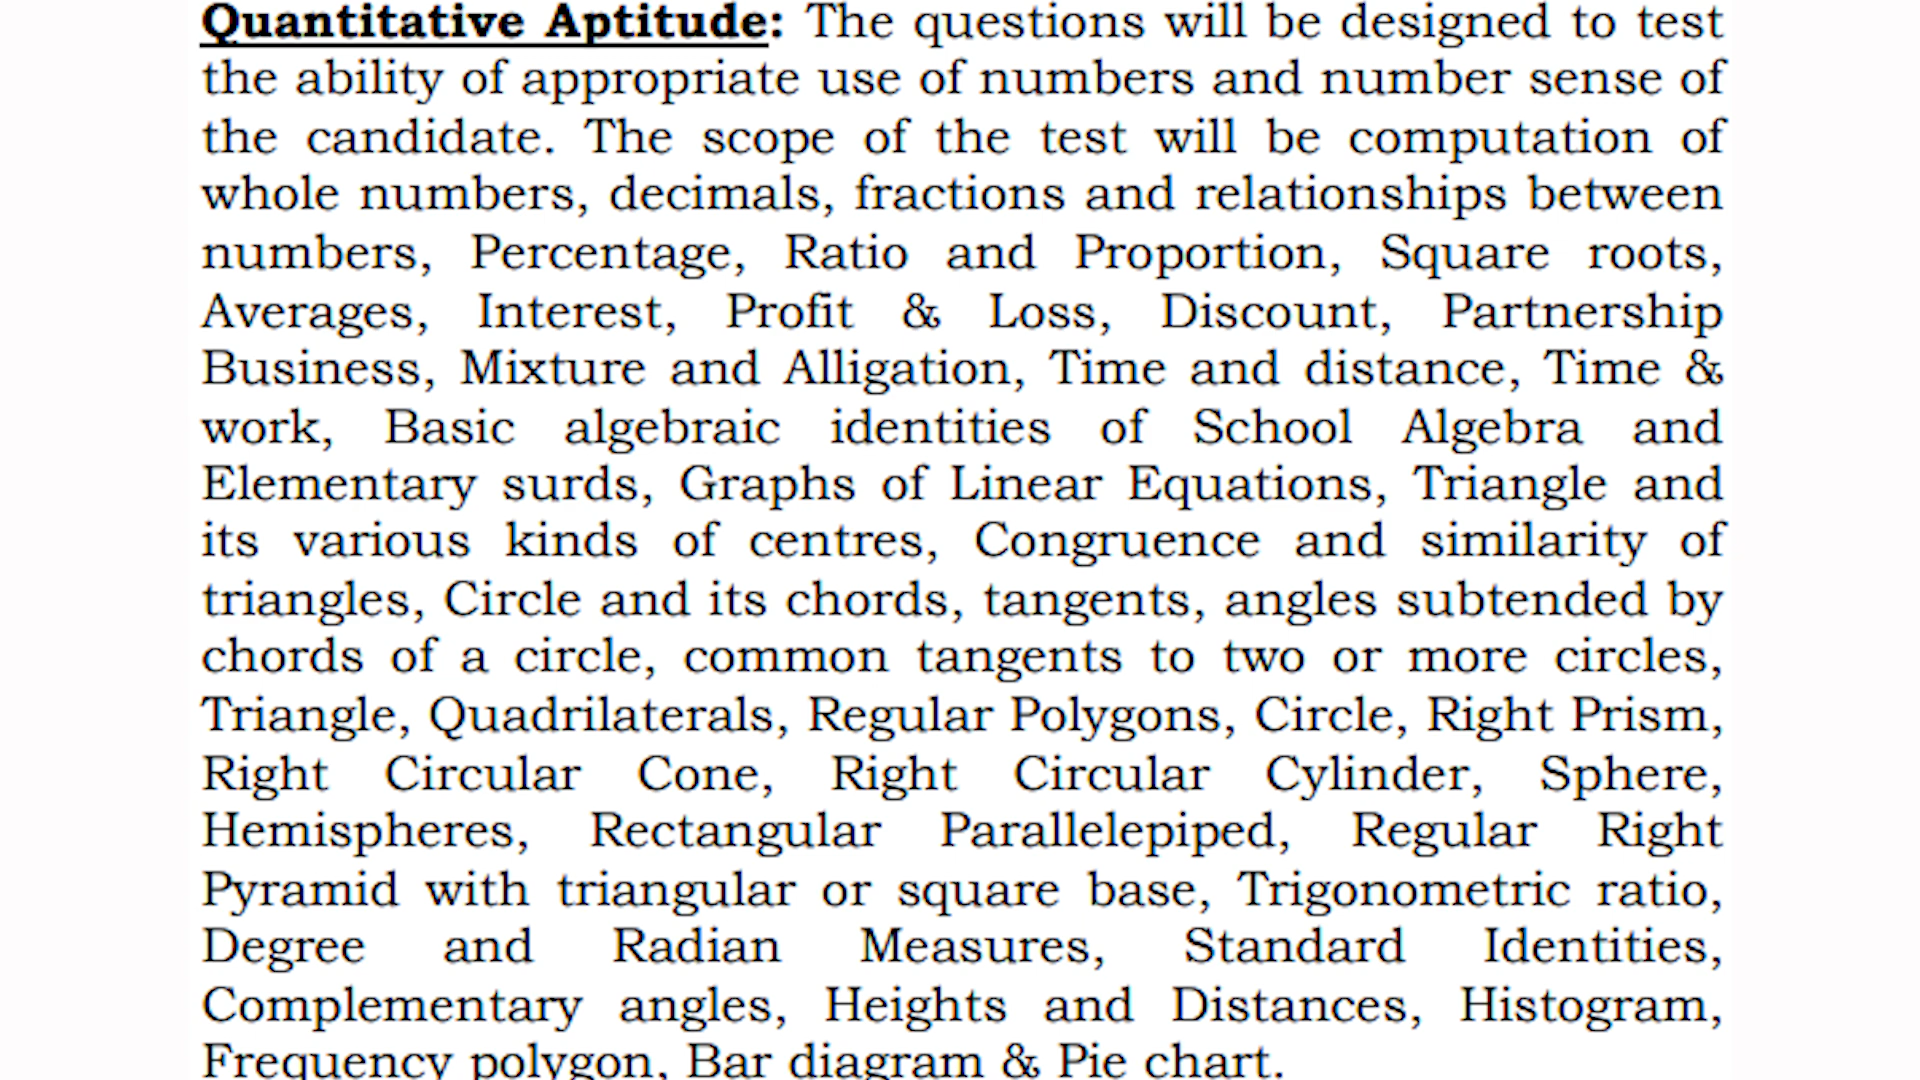 Quantitative Aptitude: The questions will be designed to test
the ability of appropriate use of numbers and number sense of
the candidate. The scope of the test will be computation of
whole numbers, decimals, fractions and relationships between
numbers, Percentage, Ratio and Proportion, Square roots,
Averages, Interest, Profit & Loss, Discount, Partnership
Business, Mixture and Alligation, Time and distance, Time &
work, Basic algebraic identities of School Algebra and
Elementary surds, Graphs of Linear Equations, Triangle and
its various kinds of centres, Congruence and similarity of
triangles, Circle and its chords, tangents, angles subtended by
chords of a circle, common tangents to two or more circles,
Triangle, Quadrilaterals, Regular Polygons, Circle, Right Prism,
Right Circular Cone, Right Circular Cylinder, Sphere,
Hemispheres, Rectangular Parallelepiped, Regular Right
Pyramid with triangular or square base, Trigonometric ratio,
Degree and Radian Measures, Standard Identities,
Complementary angles, Heights and Distances, Histogram,
Frequency polygon, Bar diagram & Pie chart.